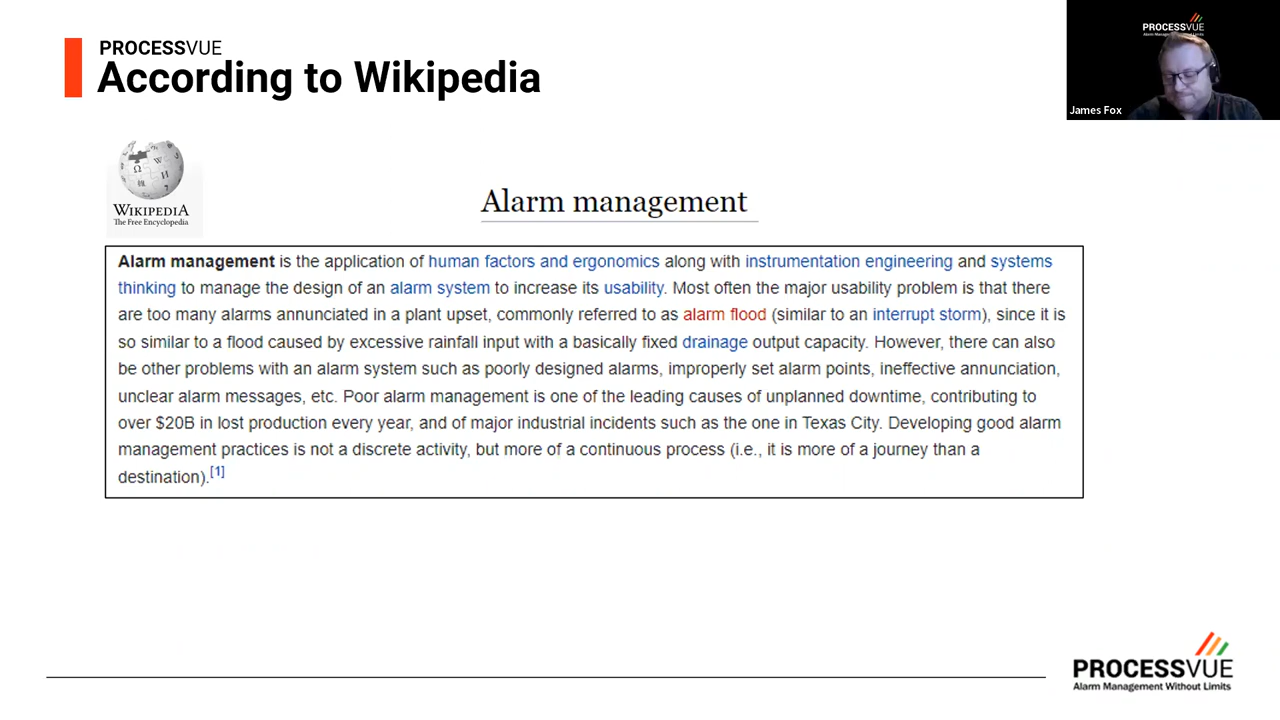 PROCESSVUE
According to Wikipedia
PROCESSVUE
Alarm Management Without Limits
James Fox
WIKIPEDIA
The Free Encyclopedia
Alarm management
Alarm management is the application of human factors and ergonomics along with instrumentation engineering and systems
thinking to manage the design of an alarm system to increase its usability. Most often the major usability problem is that there
are too many alarms annunciated in a plant upset, commonly referred to as alarm flood (similar to an interrupt storm), since it is
so similar to a flood caused by excessive rainfall input with a basically fixed drainage output capacity. However, there can also
be other problems with an alarm system such as poorly designed alarms, improperly set alarm points, ineffective annunciation,
unclear alarm messages, etc. Poor alarm management is one of the leading causes of unplanned downtime, contributing to
over $20B in lost production every year, and of major industrial incidents such as the one in Texas City. Developing good alarm
management practices is not a discrete activity, but more of a continuous process (i.e., it is more of a journey than a
destination).[1]
PROCESSVUE
Alarm Management Without Limits